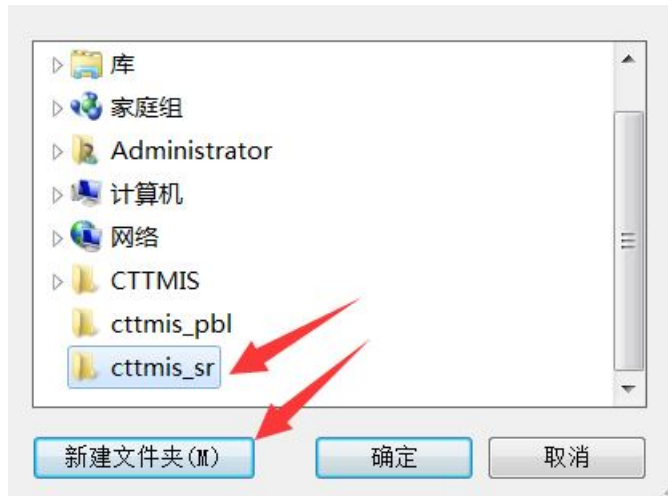 库
家庭组
Administrator
计算机
网络
CTTMIS
cttmis_pbl
cttmis_sr
新建文件夹(M) 确定 取消